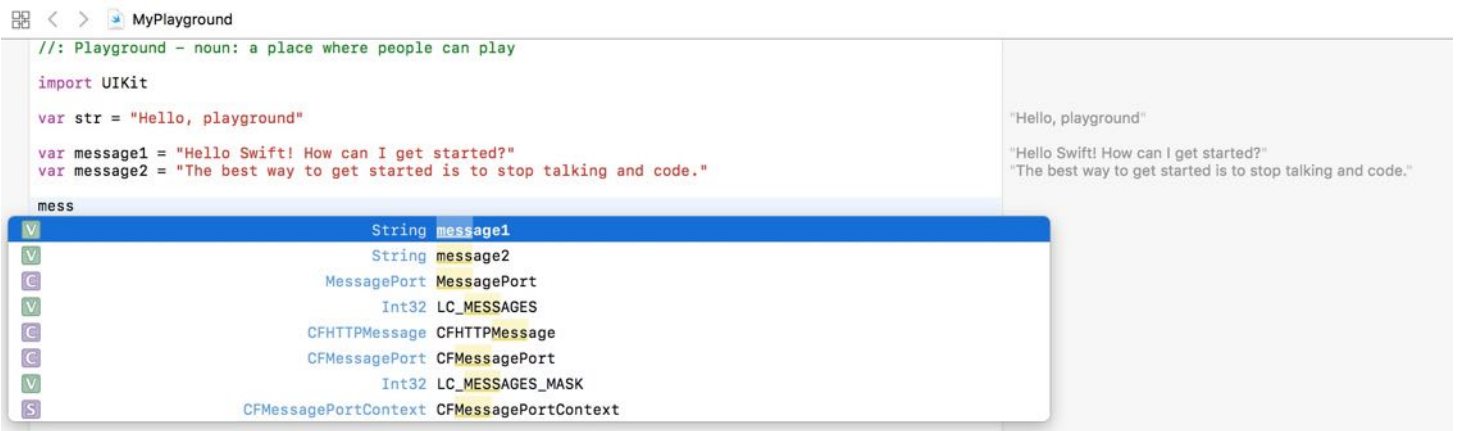 MyPlayground
//: Playground – noun: a place where people can play
import UIKit
var str = "Hello, playground"
"Hello, playground"
var message1 = "Hello Swift! How can I get started?"
"Hello Swift! How can I get started?"
var message2 = "The best way to get started is to stop talking and code."
"The best way to get started is to stop talking and code."
mess
V String message1
V String message2
C MessagePort MessagePort
V Int32 LC_MESSAGES
C CFHTTPMessage CFHTTPMessage
C CFMessagePort CFMessagePort
V Int32 LC_MESSAGES_MASK
S CFMessagePortContext CFMessagePortContext